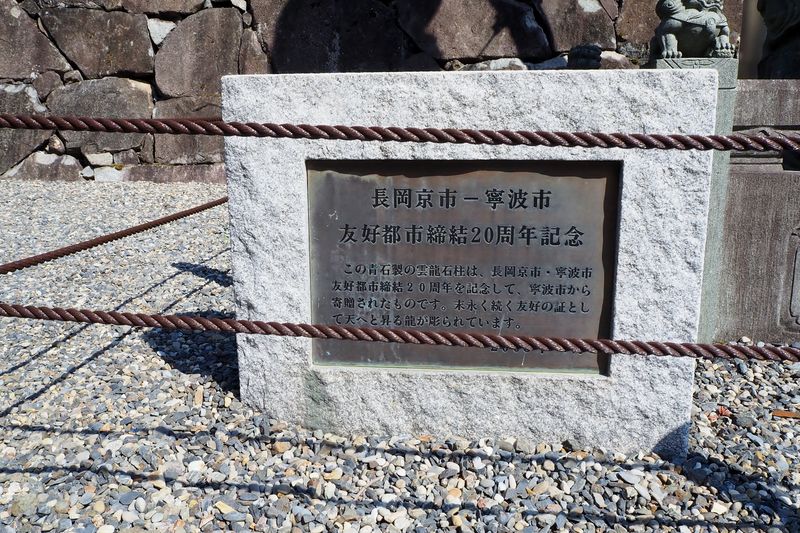 長岡京市－寧波市
友好都市締結20周年記念
この青石製の雲龍石柱は、長岡京市・寧波市
友好都市締結２０周年を記念して、寧波市から
寄贈されたものです。末永く続く友好の証とし
て天へと昇る龍が彫られています。